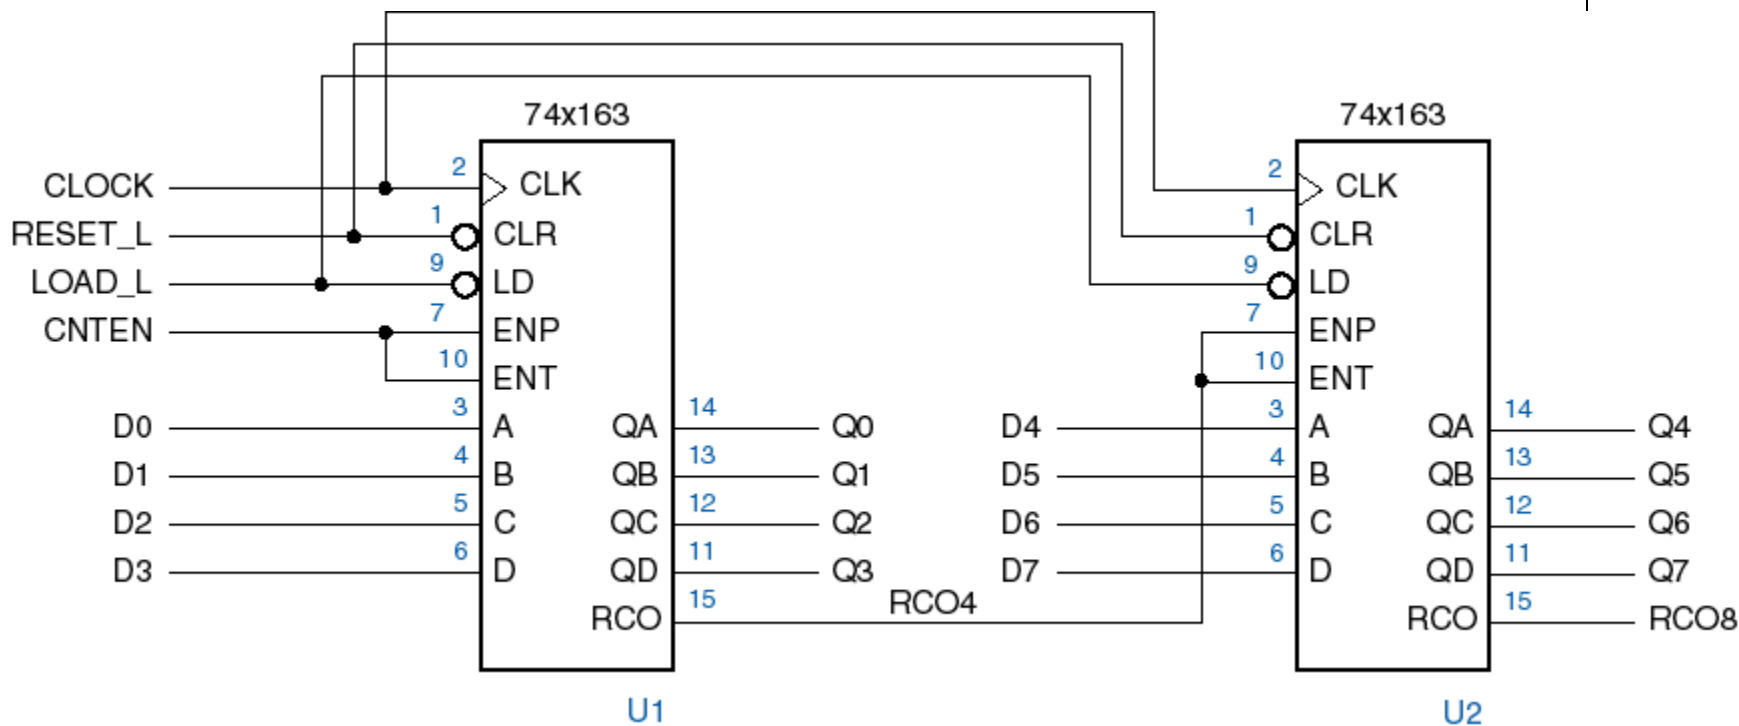 74x163
74x163
CLOCK 2 CLK 2 CLK
RESET_L 1 CLR 1 CLR
LOAD_L 9 LD 9 LD
CNTEN 7 ENP 7 ENP
10 ENT 10 ENT
D0 3 A QA 14 Q0 D4 3 A QA 14 Q4
D1 4 B QB 13 Q1 D5 4 B QB 13 Q5
D2 5 C QC 12 Q2 D6 5 C QC 12 Q6
D3 6 D QD 11 Q3 D7 6 D QD 11 Q7
RCO 15 RCO4 RCO 15 RCO8
U1
U2